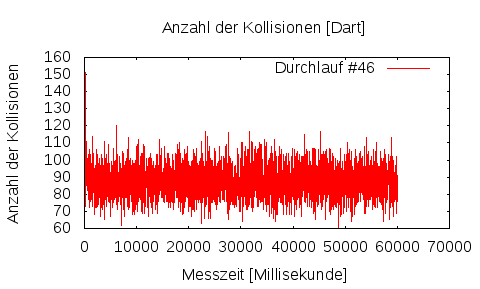 Anzahl der Kollisionen [Dart]
Durchlauf #46
Anzahl der Kollisionen
160
150
140
130
120
110
100
90
80
70
60
0 10000 20000 30000 40000 50000 60000 70000
Messzeit [Millisekunde]